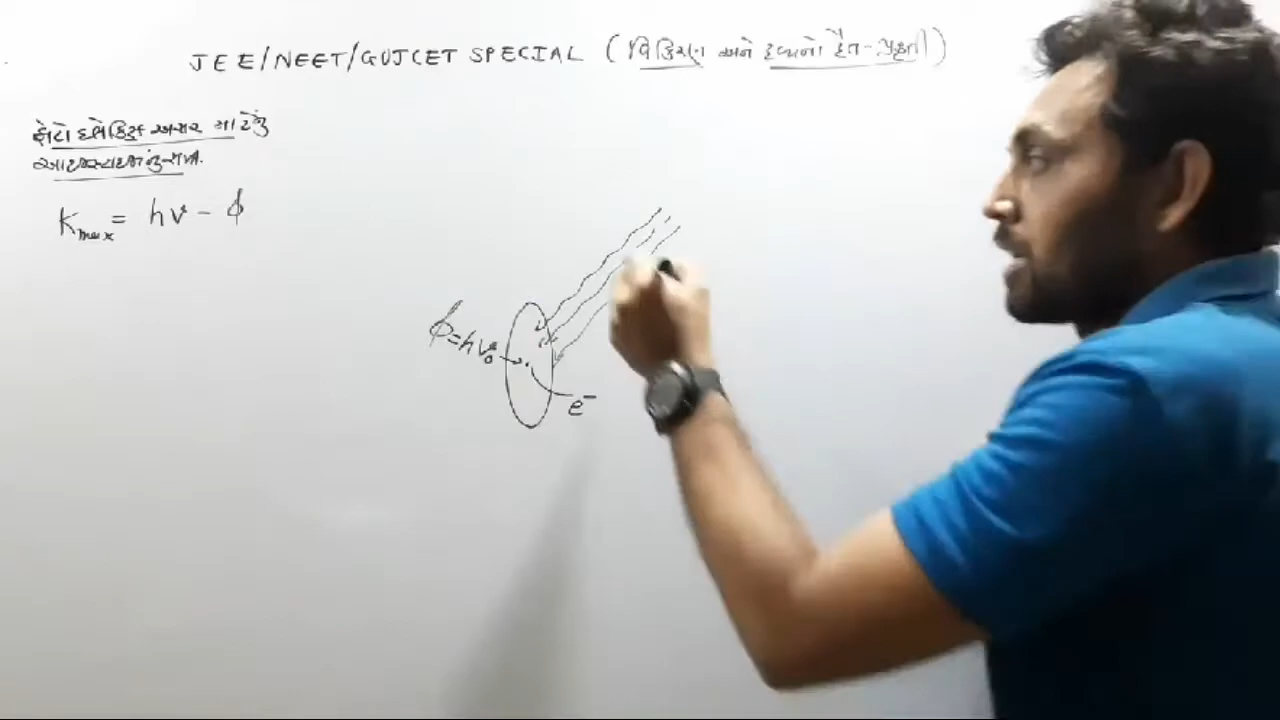 JEE/NEET/GUJCET SPECIAL (વિકિરણ અને દ્રવ્યનો દ્વૈત-પ્રકૃતી)
ફોટો ઇલેક્ટ્રિક અસર માટેનું
આઇન્સ્ટાઇનનું સમી.
Kmax = hν - ϕ
ϕ=hν₀
e⁻